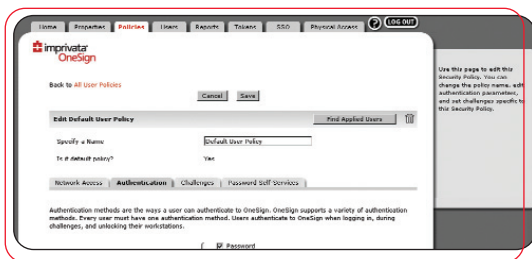 Home Properties Policies Users Reports Tokens SSO Physical Access ? LOG OUT
imprivata
OneSign
Back to All User Policies
Cancel Save
Edit Default User Policy Find Applied Users
Specify a Name Default User Policy
Is it default policy? Yes
Network Access Authentication Challenges Password Self-Services
Authentication methods are the ways a user can authenticate to OneSign. OneSign supports a variety of authentication
methods. Every user must have one authentication method. Users authenticate to OneSign when logging in, during
challenges, and unlocking their workstations.
Password
Use this page to edit this
Security Policy. You can
change the policy name, edit
authentication parameters,
and set challenges specific to
this Security Policy.